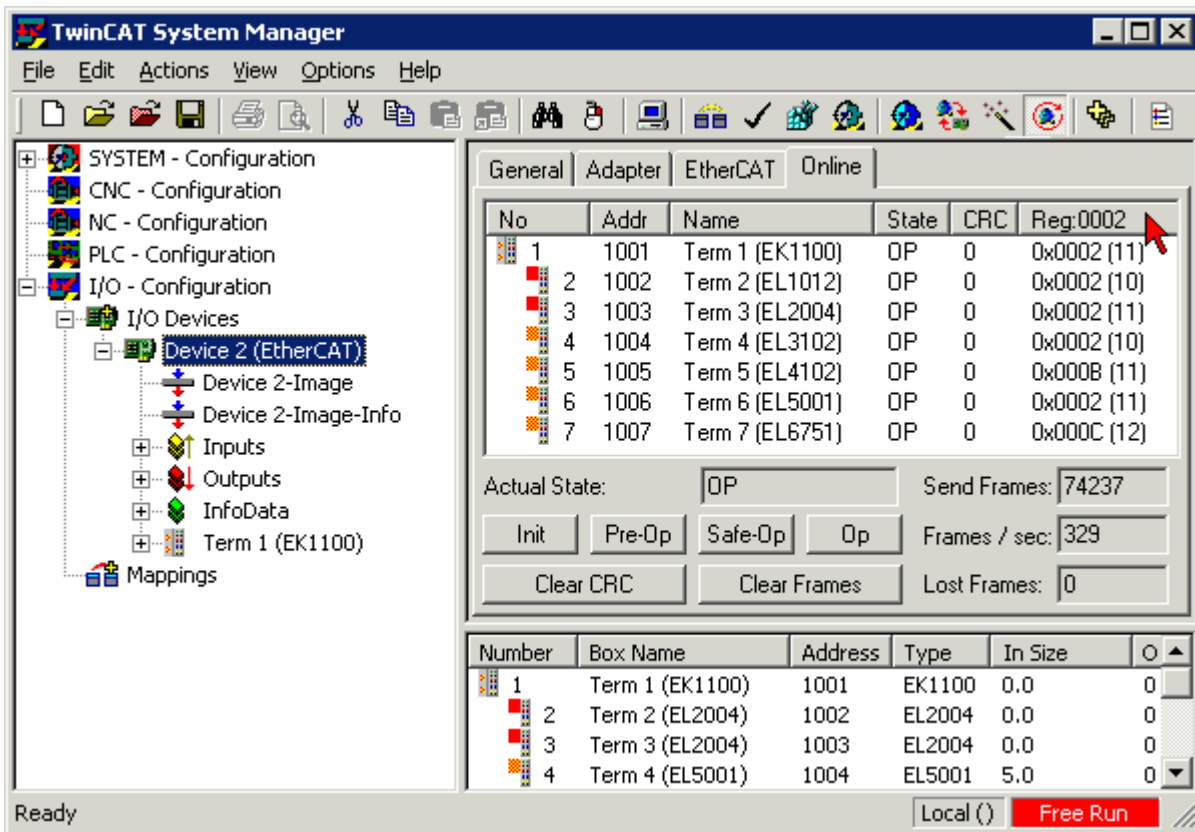 TwinCAT System Manager
File Edit Actions View Options Help
SYSTEM - Configuration
CNC - Configuration
NC - Configuration
PLC - Configuration
I/O - Configuration
I/O Devices
Device 2 (EtherCAT)
Device 2-Image
Device 2-Image-Info
Inputs
Outputs
InfoData
Term 1 (EK1100)
Mappings
General Adapter EtherCAT Online
No Addr Name State CRC Reg:0002
1 1001 Term 1 (EK1100) OP 0 0x0002 (11)
2 1002 Term 2 (EL1012) OP 0 0x0002 (10)
3 1003 Term 3 (EL2004) OP 0 0x0002 (11)
4 1004 Term 4 (EL3102) OP 0 0x0002 (10)
5 1005 Term 5 (EL4102) OP 0 0x000B (11)
6 1006 Term 6 (EL5001) OP 0 0x0002 (11)
7 1007 Term 7 (EL6751) OP 0 0x000C (12)
Actual State: OP Send Frames: 74237
Init Pre-Op Safe-Op Op Frames / sec: 329
Clear CRC Clear Frames Lost Frames: 0
Number Box Name Address Type In Size O
1 Term 1 (EK1100) 1001 EK1100 0.0 0
2 Term 2 (EL2004) 1002 EL2004 0.0 0
3 Term 3 (EL2004) 1003 EL2004 0.0 0
4 Term 4 (EL5001) 1004 EL5001 5.0 0
Ready Local () Free Run